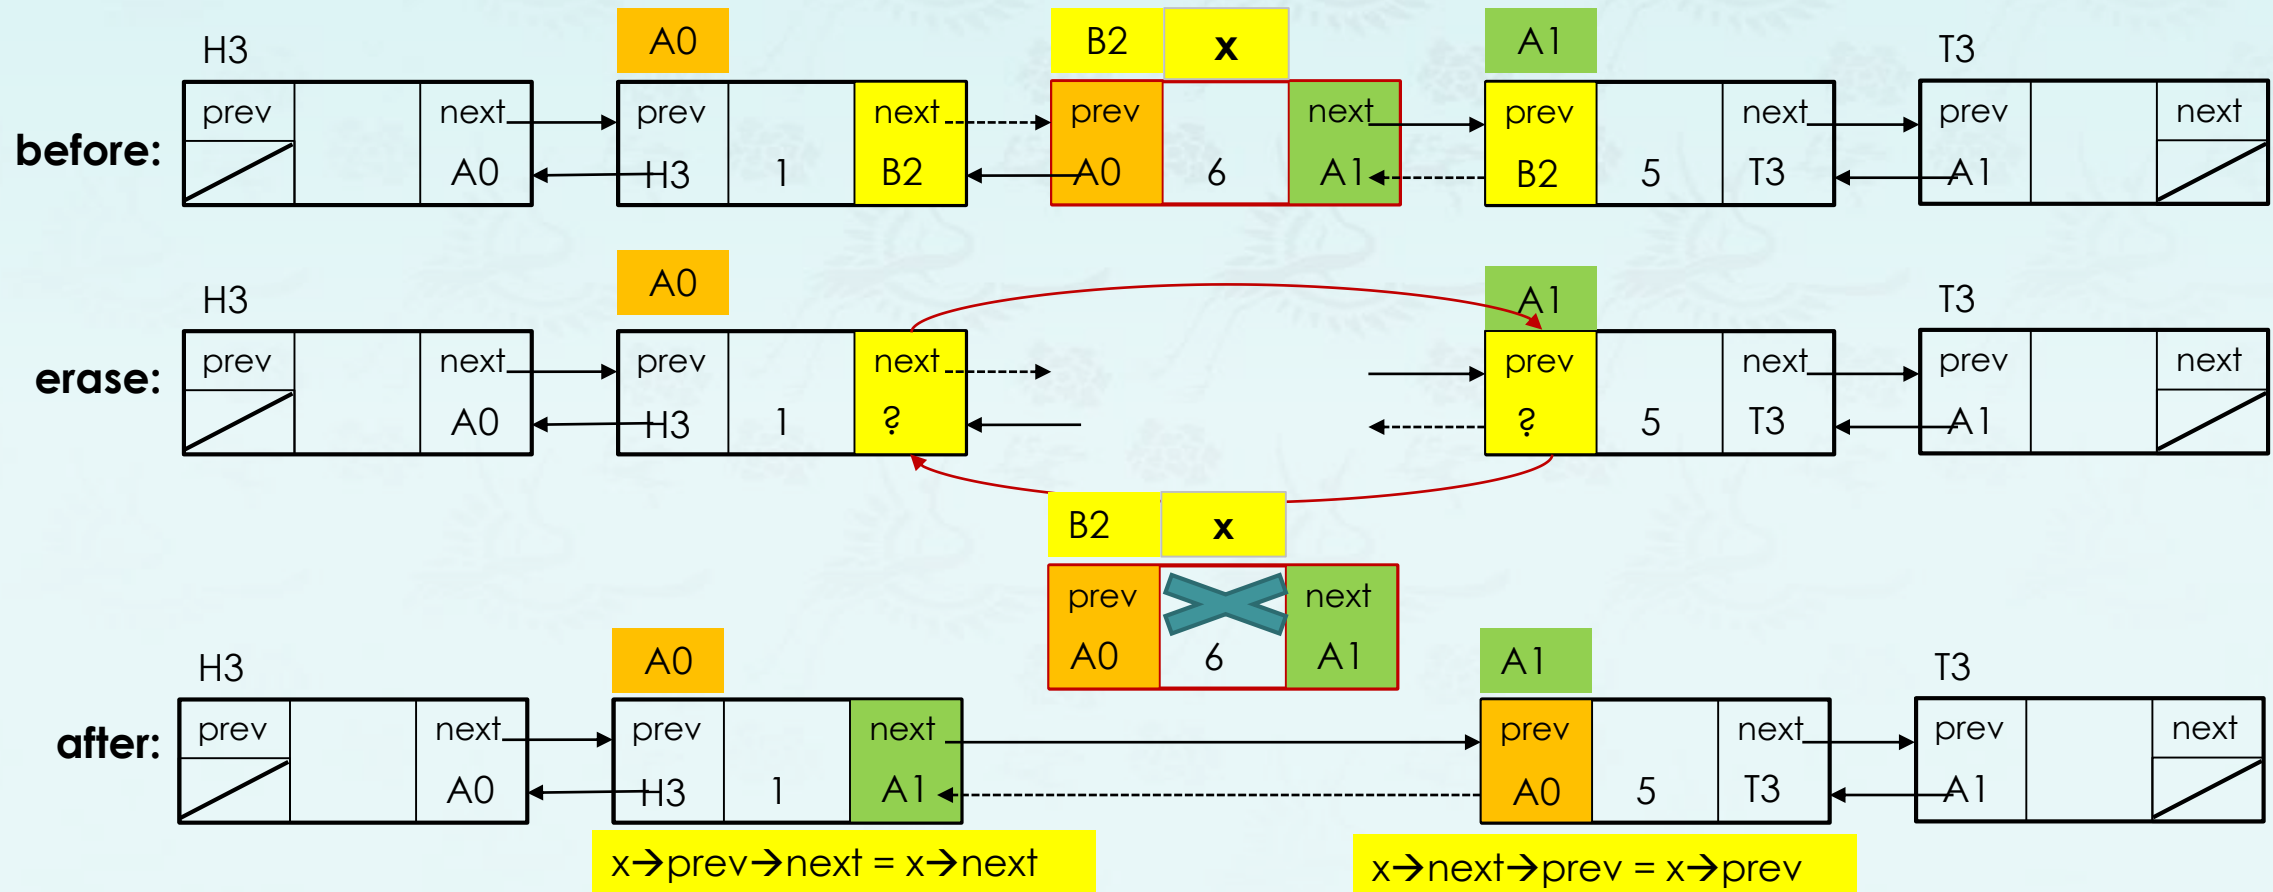 H3 A0 B2 x A1 T3
before:
prev next prev next prev next prev next prev next
A0 H3 1 B2 A0 6 A1 B2 5 T3 A1
H3 A0 A1 T3
erase:
prev next prev next prev next prev next
A0 H3 1 ? ? 5 T3 A1
B2 x
prev next
A0 6 A1
H3 A0 A1 T3
after:
prev next prev next prev next prev next
A0 H3 1 A1 A0 5 T3 A1
x→prev→next = x→next
x→next→prev = x→prev